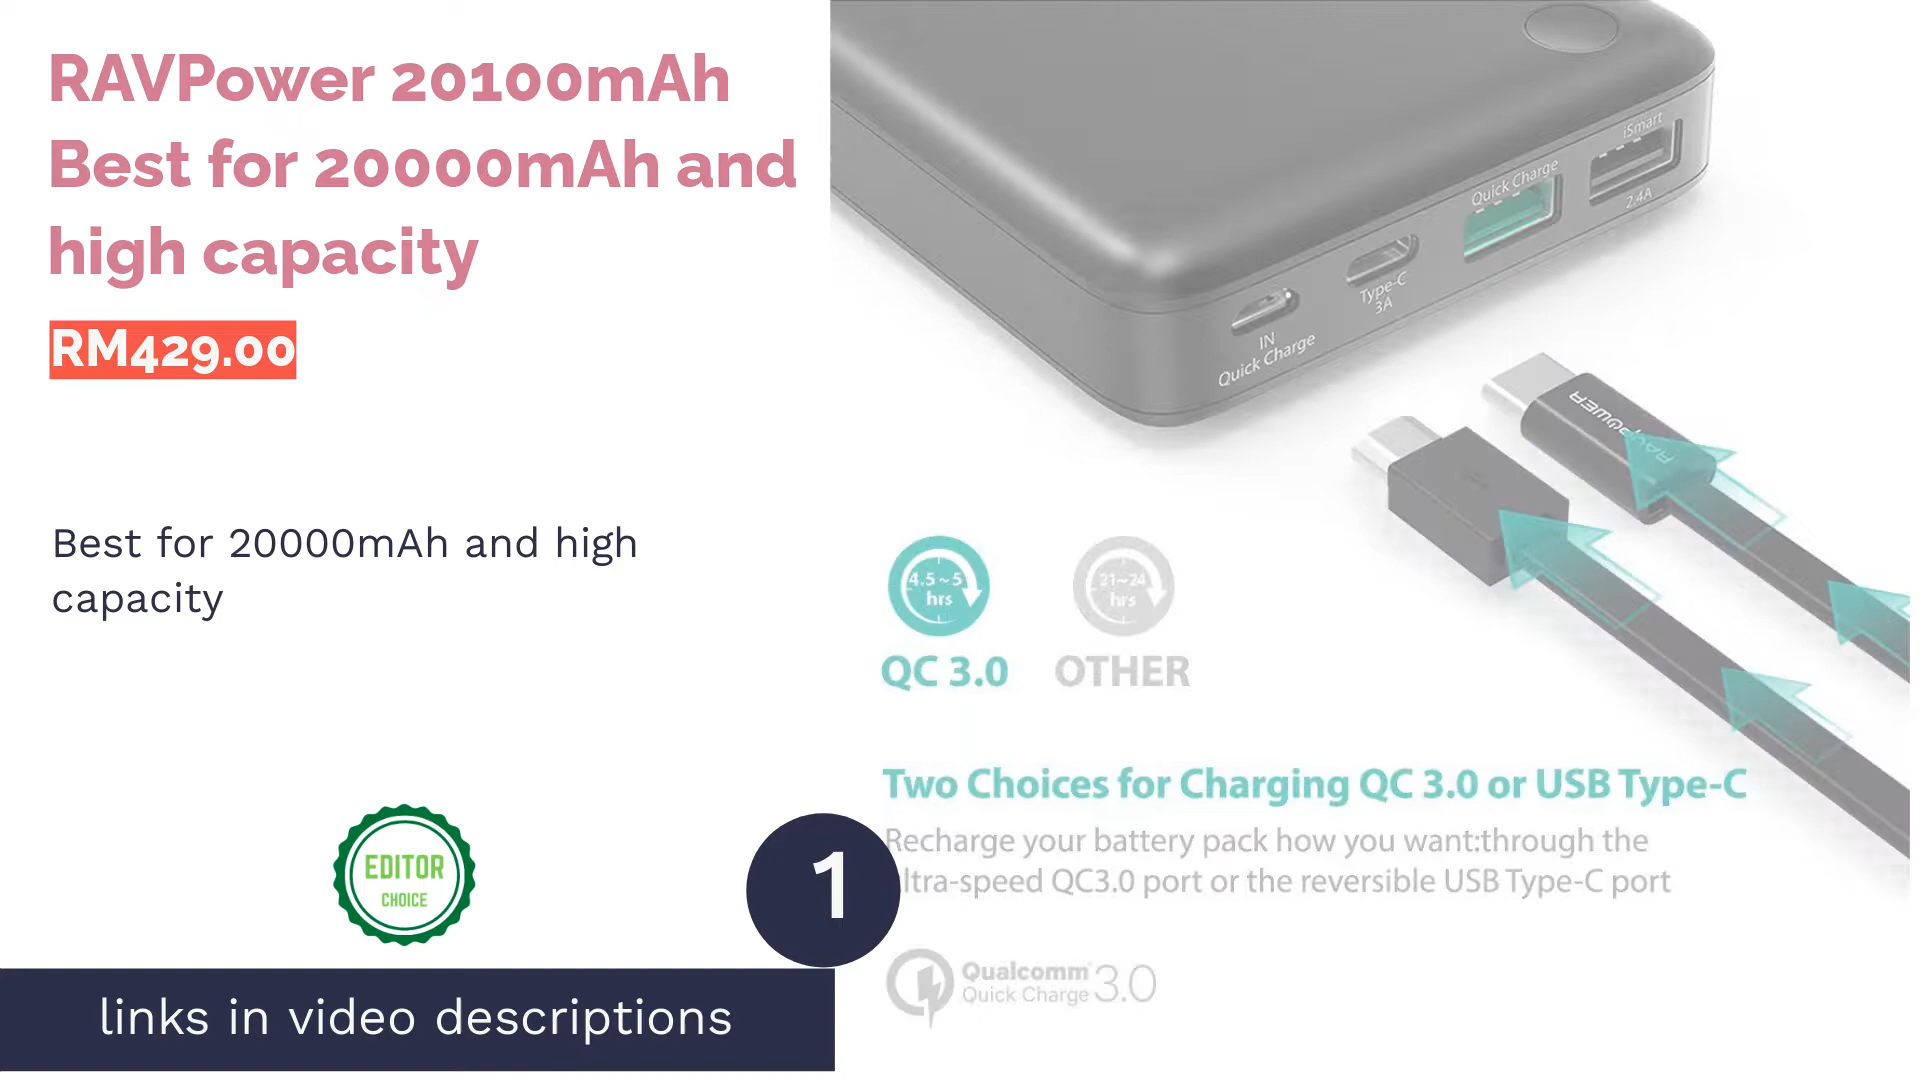 RAVPower 20100mAh
Best for 20000mAh and
high capacity
RM429.00
Best for 20000mAh and high
capacity
EDITOR
CHOICE
1
links in video descriptions
iSmart
2.4A
Quick Charge
Type-C
3A
IN
Quick Charge
RAVPOWER
4.5~5
hrs
QC 3.0
21~24
hrs
OTHER
Two Choices for Charging QC 3.0 or USB Type-C
Recharge your battery pack how you want:through the
ltra-speed QC3.0 port or the reversible USB Type-C port
Qualcomm
Quick Charge 3.0